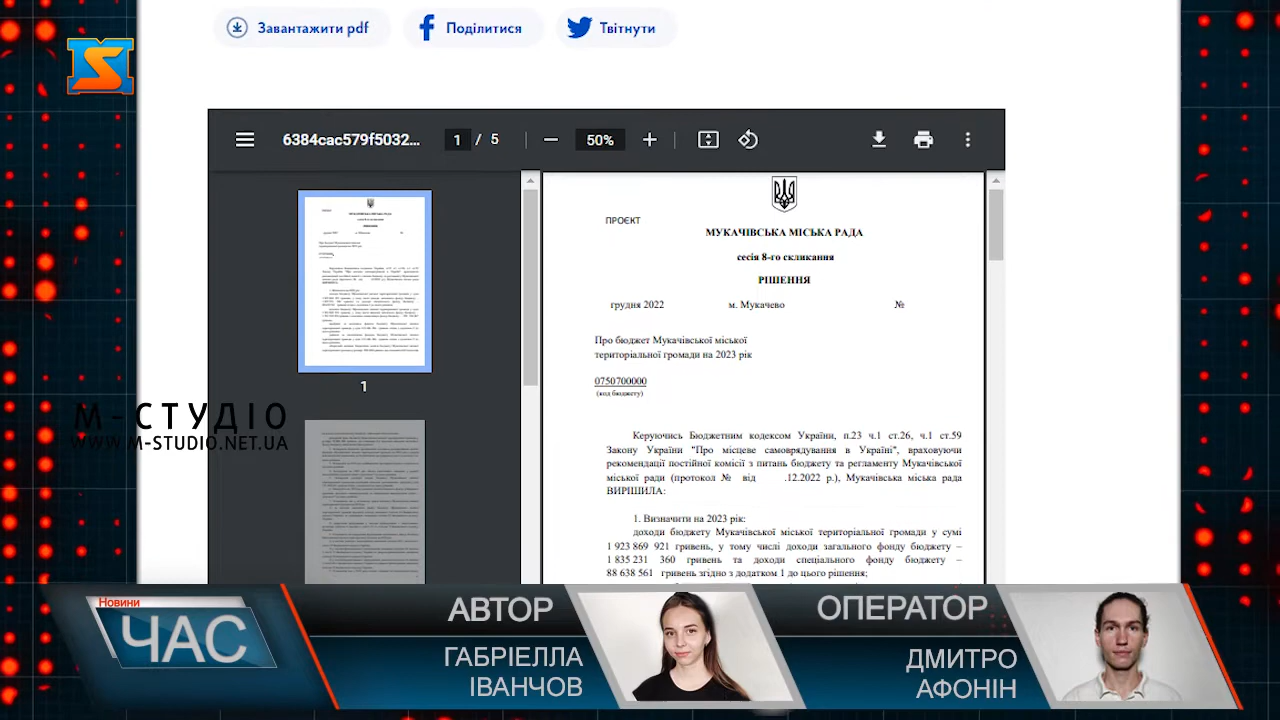 Завантажити pdf
Поділитися
Твітнути
6384cac579f5032...
1 / 5
50%
1
ПРОЄКТ
МУКАЧІВСЬКА МІСЬКА РАДА
сесія 8-го скликання
РІШЕННЯ
грудня 2022 м. Мукачево №
Про бюджет Мукачівської міської
територіальної громади на 2023 рік
0750700000
(код бюджету)
Керуючись Бюджетним кодексом України, п.23 ч.1 ст.26, ч.1 ст.59
Закону України "Про місцеве самоврядування в Україні", враховуючи
рекомендації постійної комісії з питань бюджету та регламенту Мукачівської
міської ради (протокол № від .12.2022 р.), Мукачівська міська рада
ВИРІШИЛА:
1. Визначити на 2023 рік:
доходи бюджету Мукачівської міської територіальної громади у сумі
1 923 869 921 гривень, у тому числі доходи загального фонду бюджету –
1 835 231 360 гривень та доходи спеціального фонду бюджету –
88 638 561 гривень згідно з додатком 1 до цього рішення;
М-СТУДІО
WWW.M-STUDIO.NET.UA
Новини
ЧАС
АВТОР
ГАБРІЕЛЛА
ІВАНЧОВ
ОПЕРАТОР
ДМИТРО
АФОНІН